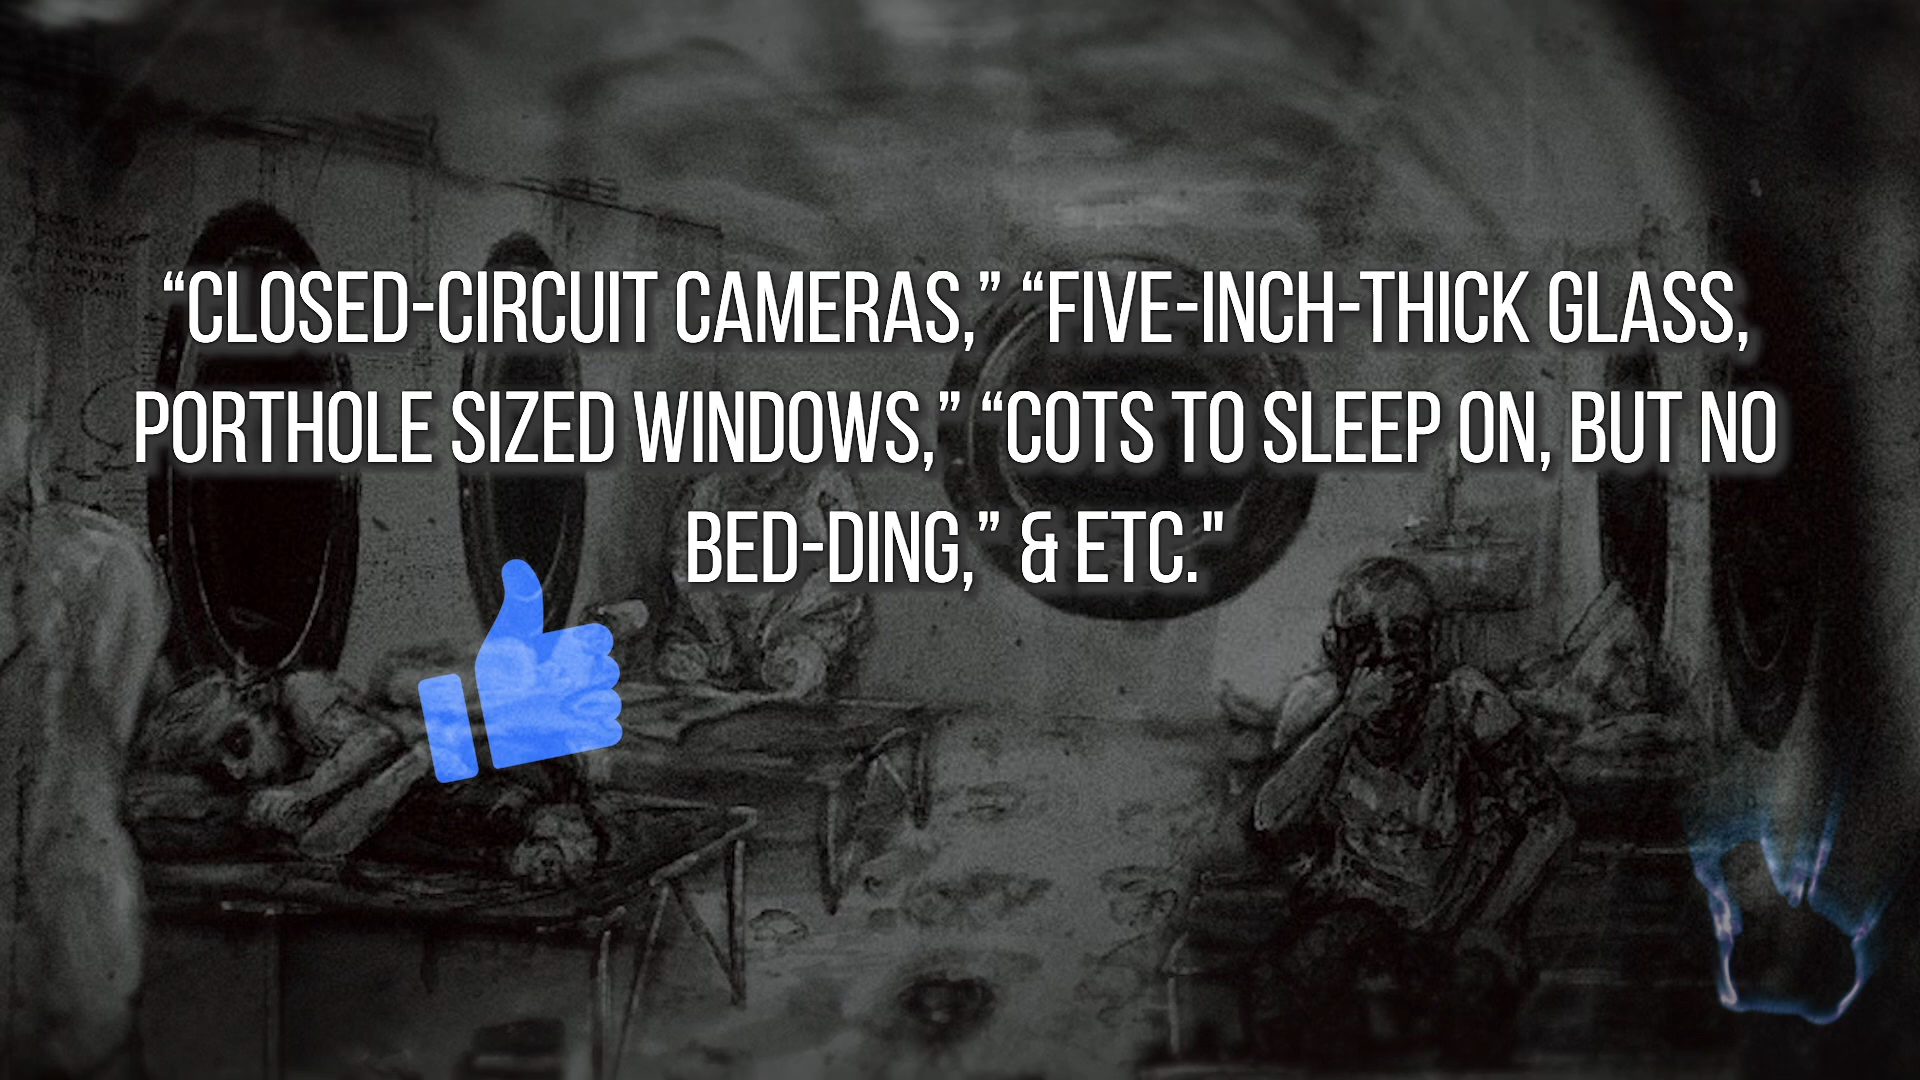 “CLOSED-CIRCUIT CAMERAS,” “FIVE-INCH-THICK GLASS,
PORTHOLE SIZED WINDOWS,” “COTS TO SLEEP ON, BUT NO
BED-DING,” & ETC."